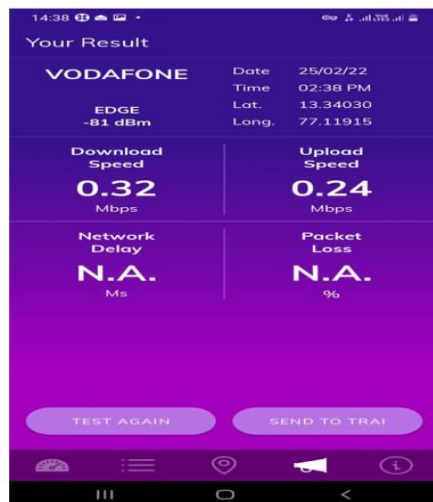 14:38
Your Result
VODAFONE
EDGE
-81 dBm
Date 25/02/22
Time 02:38 PM
Lat. 13.34030
Long. 77.11915
Download
Speed
0.32
Mbps
Upload
Speed
0.24
Mbps
Network
Delay
N.A.
Ms
Packet
Loss
N.A.
%
TEST AGAIN
SEND TO TRAI